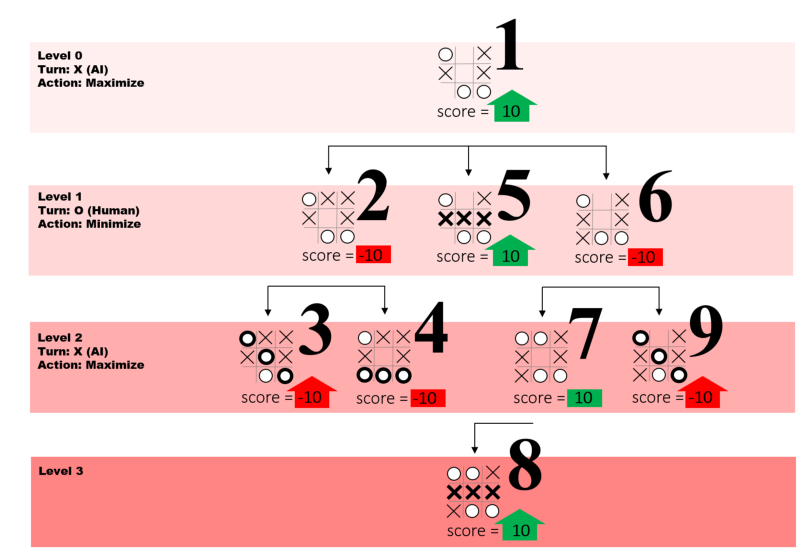 1
Level 0
Turn: X (AI)
Action: Maximize
score = 10
2
5
6
Level 1
Turn: O (Human)
Action: Minimize
score = -10
score = 10
score = -10
3
4
7
9
Level 2
Turn: X (AI)
Action: Maximize
score = -10
score = -10
score = 10
score = -10
8
Level 3
score = 10